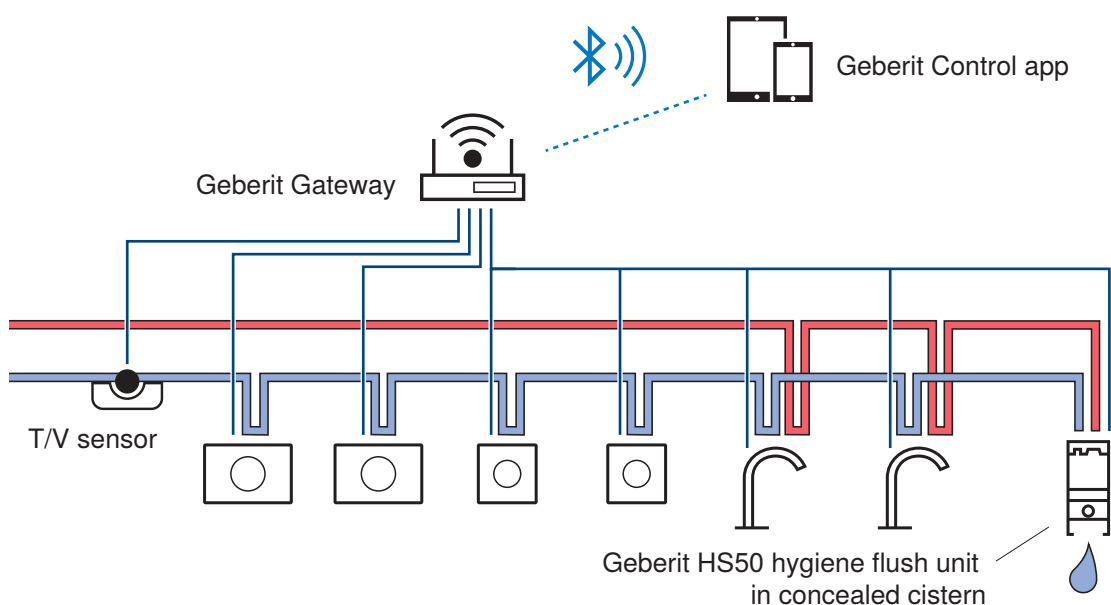 Geberit Control app
Geberit Gateway
T/V sensor
Geberit HS50 hygiene flush unit
in concealed cistern